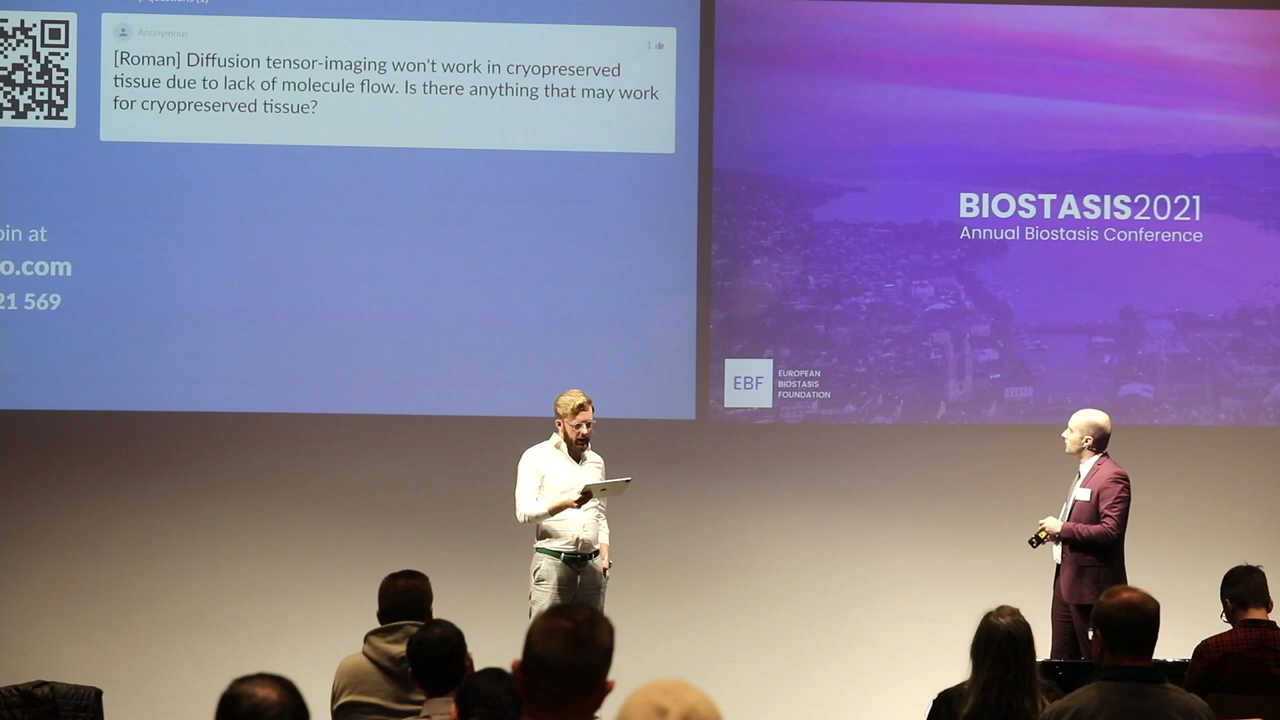 Anonymous
1
[Roman] Diffusion tensor-imaging won't work in cryopreserved
tissue due to lack of molecule flow. Is there anything that may work
for cryopreserved tissue?
oin at
o.com
21 569
BIOSTASIS2021
Annual Biostasis Conference
EBF
EUROPEAN
BIOSTASIS
FOUNDATION